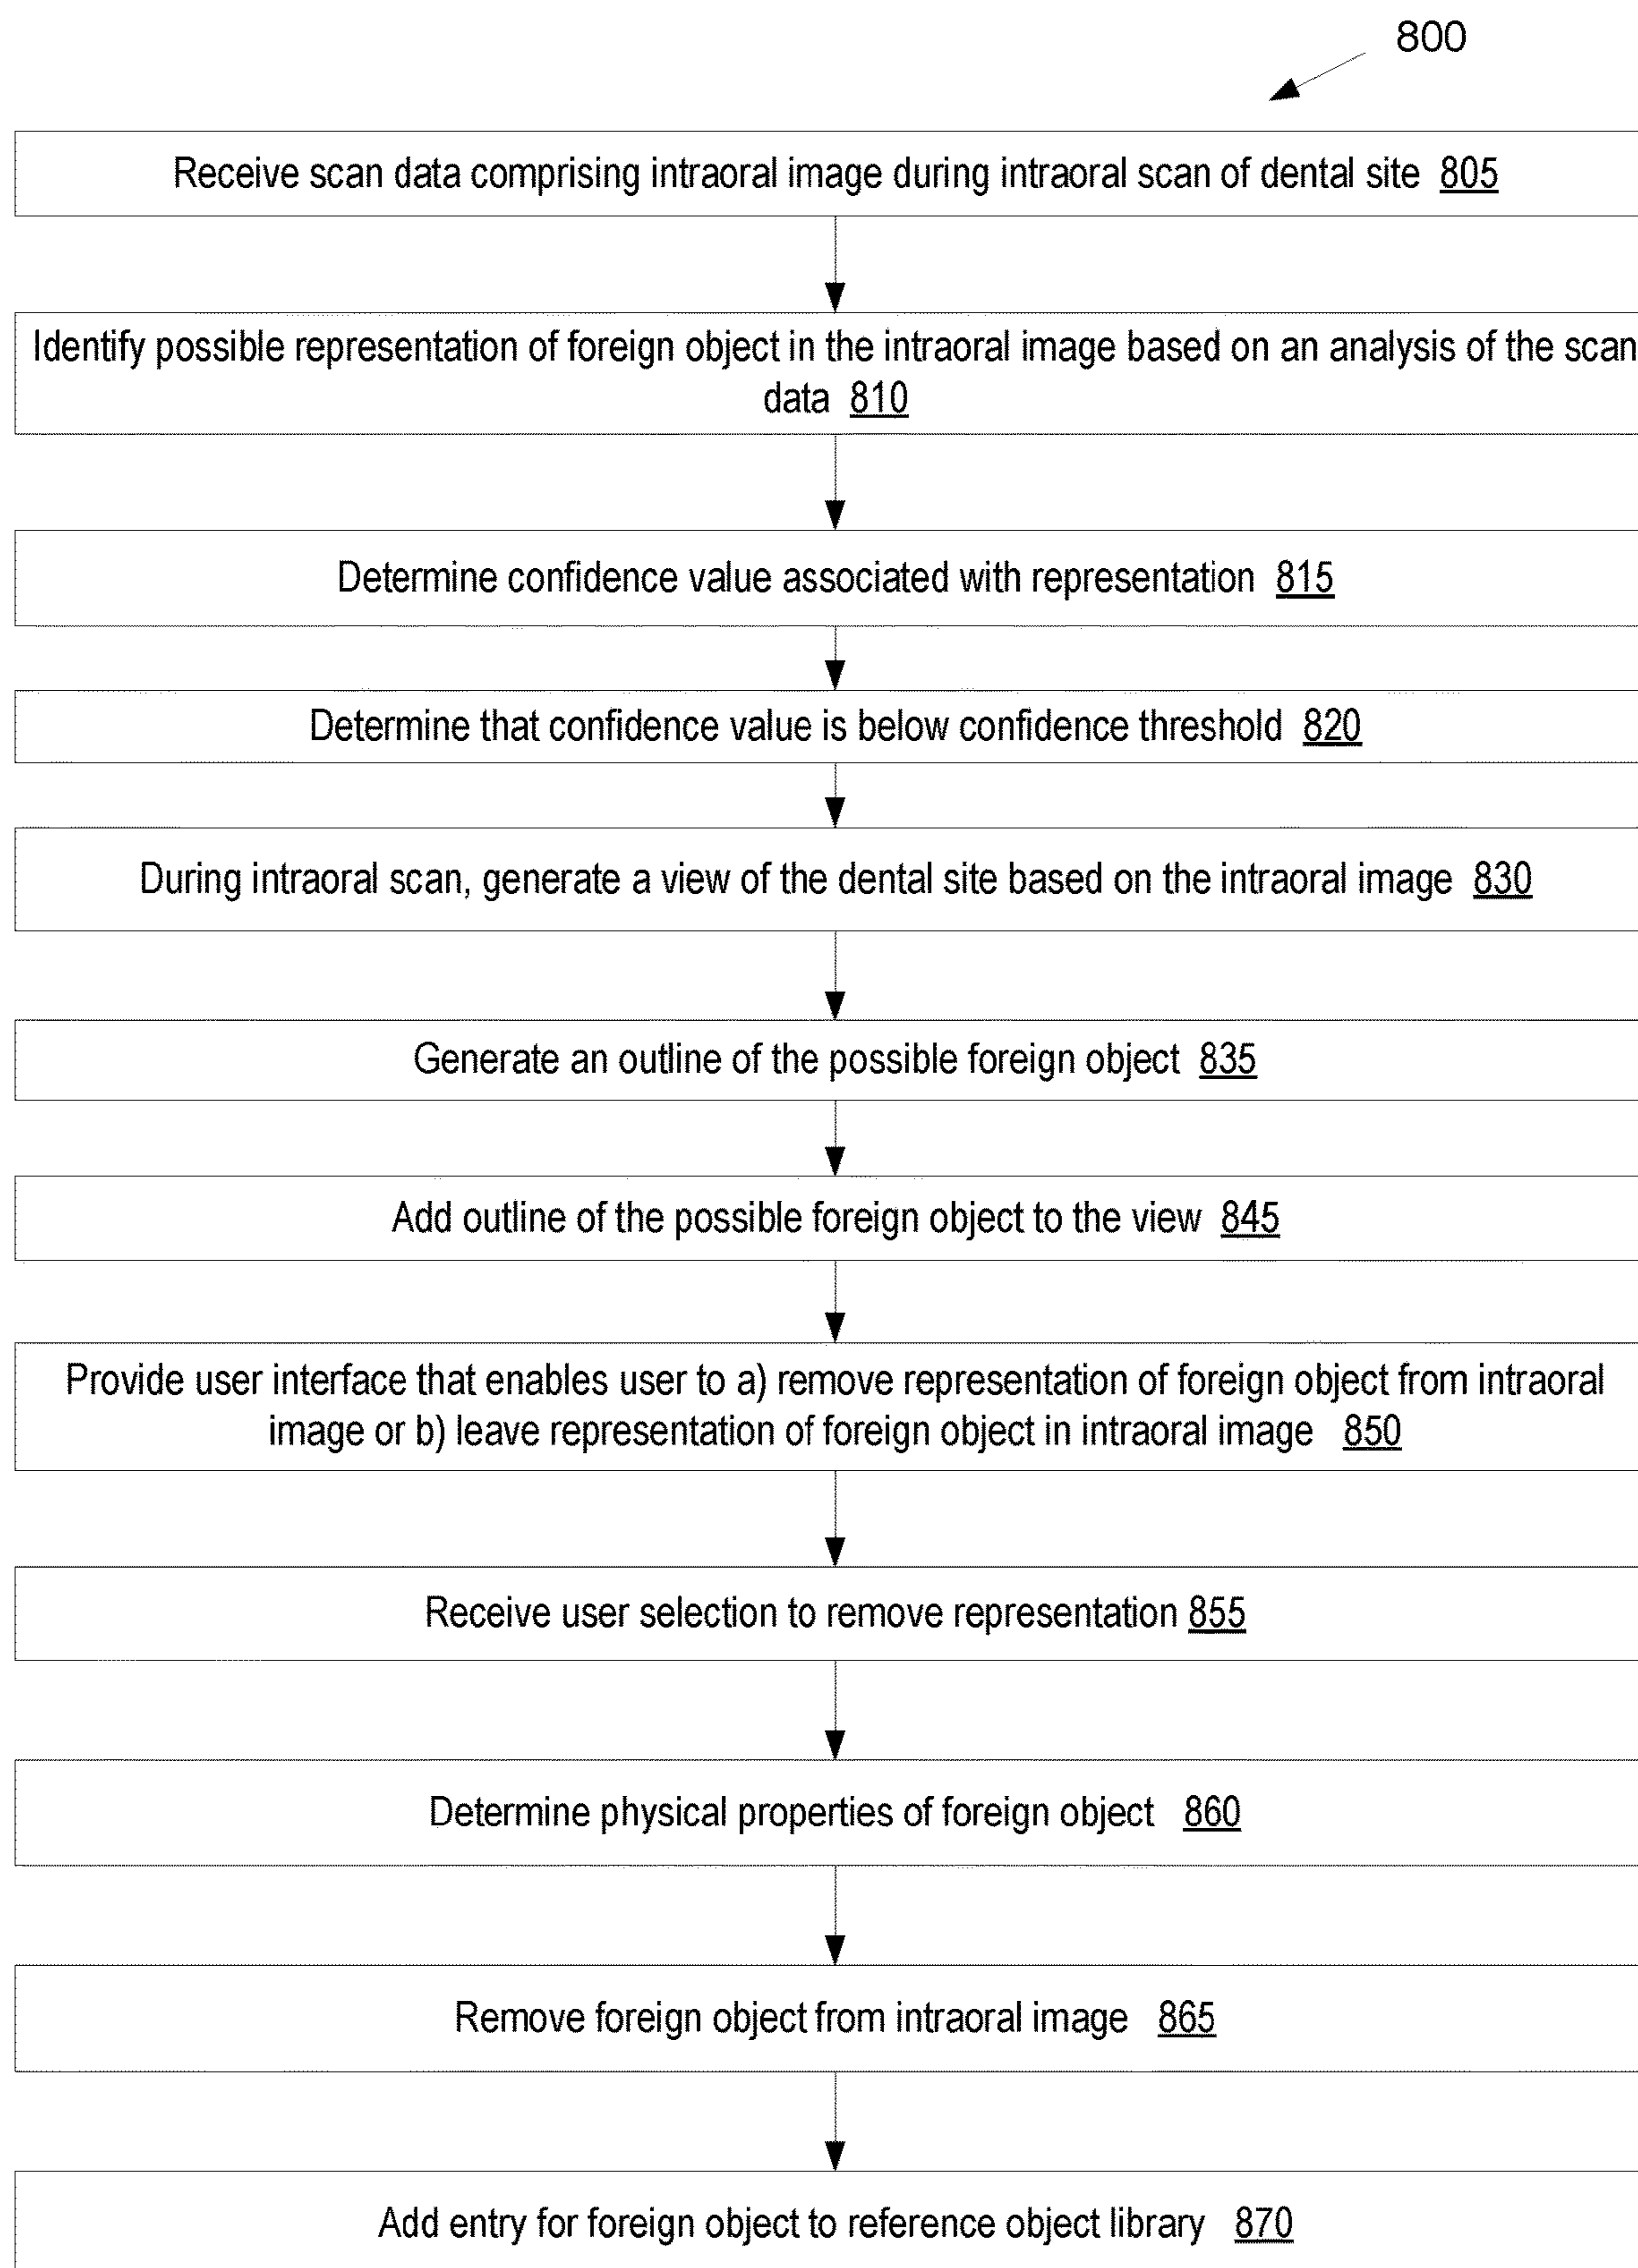 800
Receive scan data comprising intraoral image during intraoral scan of dental site 805
Identify possible representation of foreign object in the intraoral image based on an analysis of the scan
data 810
Determine confidence value associated with representation 815
Determine that confidence value is below confidence threshold 820
During intraoral scan, generate a view of the dental site based on the intraoral image 830
Generate an outline of the possible foreign object 835
Add outline of the possible foreign object to the view 845
Provide user interface that enables user to a) remove representation of foreign object from intraoral
image or b) leave representation of foreign object in intraoral image 850
Receive user selection to remove representation 855
Determine physical properties of foreign object 860
Remove foreign object from intraoral image 865
Add entry for foreign object to reference object library 870